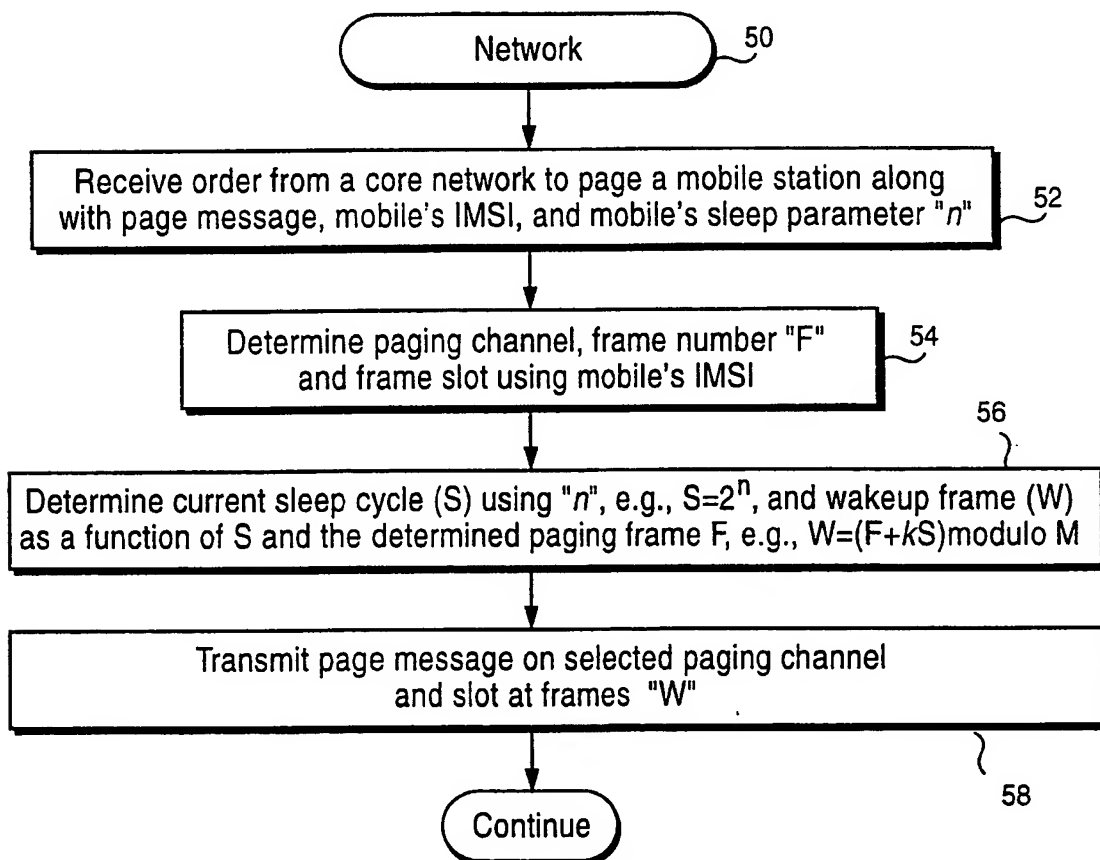 Network
50
Receive order from a core network to page a mobile station along
with page message, mobile's IMSI, and mobile's sleep parameter "n"
52
Determine paging channel, frame number "F"
and frame slot using mobile's IMSI
54
56
Determine current sleep cycle (S) using "n", e.g., S=2ⁿ, and wakeup frame (W)
as a function of S and the determined paging frame F, e.g., W=(F+kS)modulo M
Transmit page message on selected paging channel
and slot at frames "W"
58
Continue